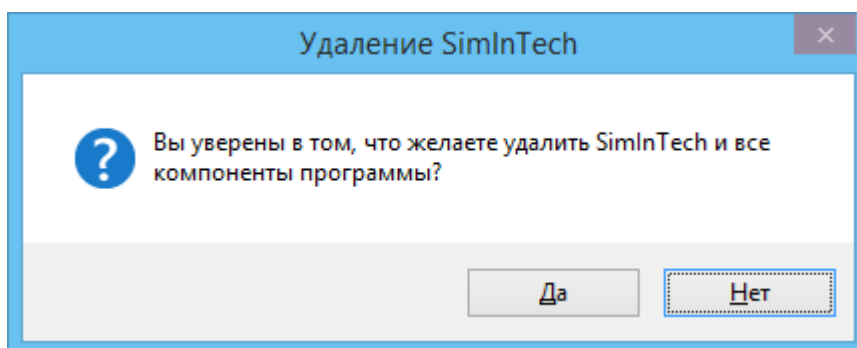 Удаление SimInTech
Вы уверены в том, что желаете удалить SimInTech и все
компоненты программы?
Да
Нет